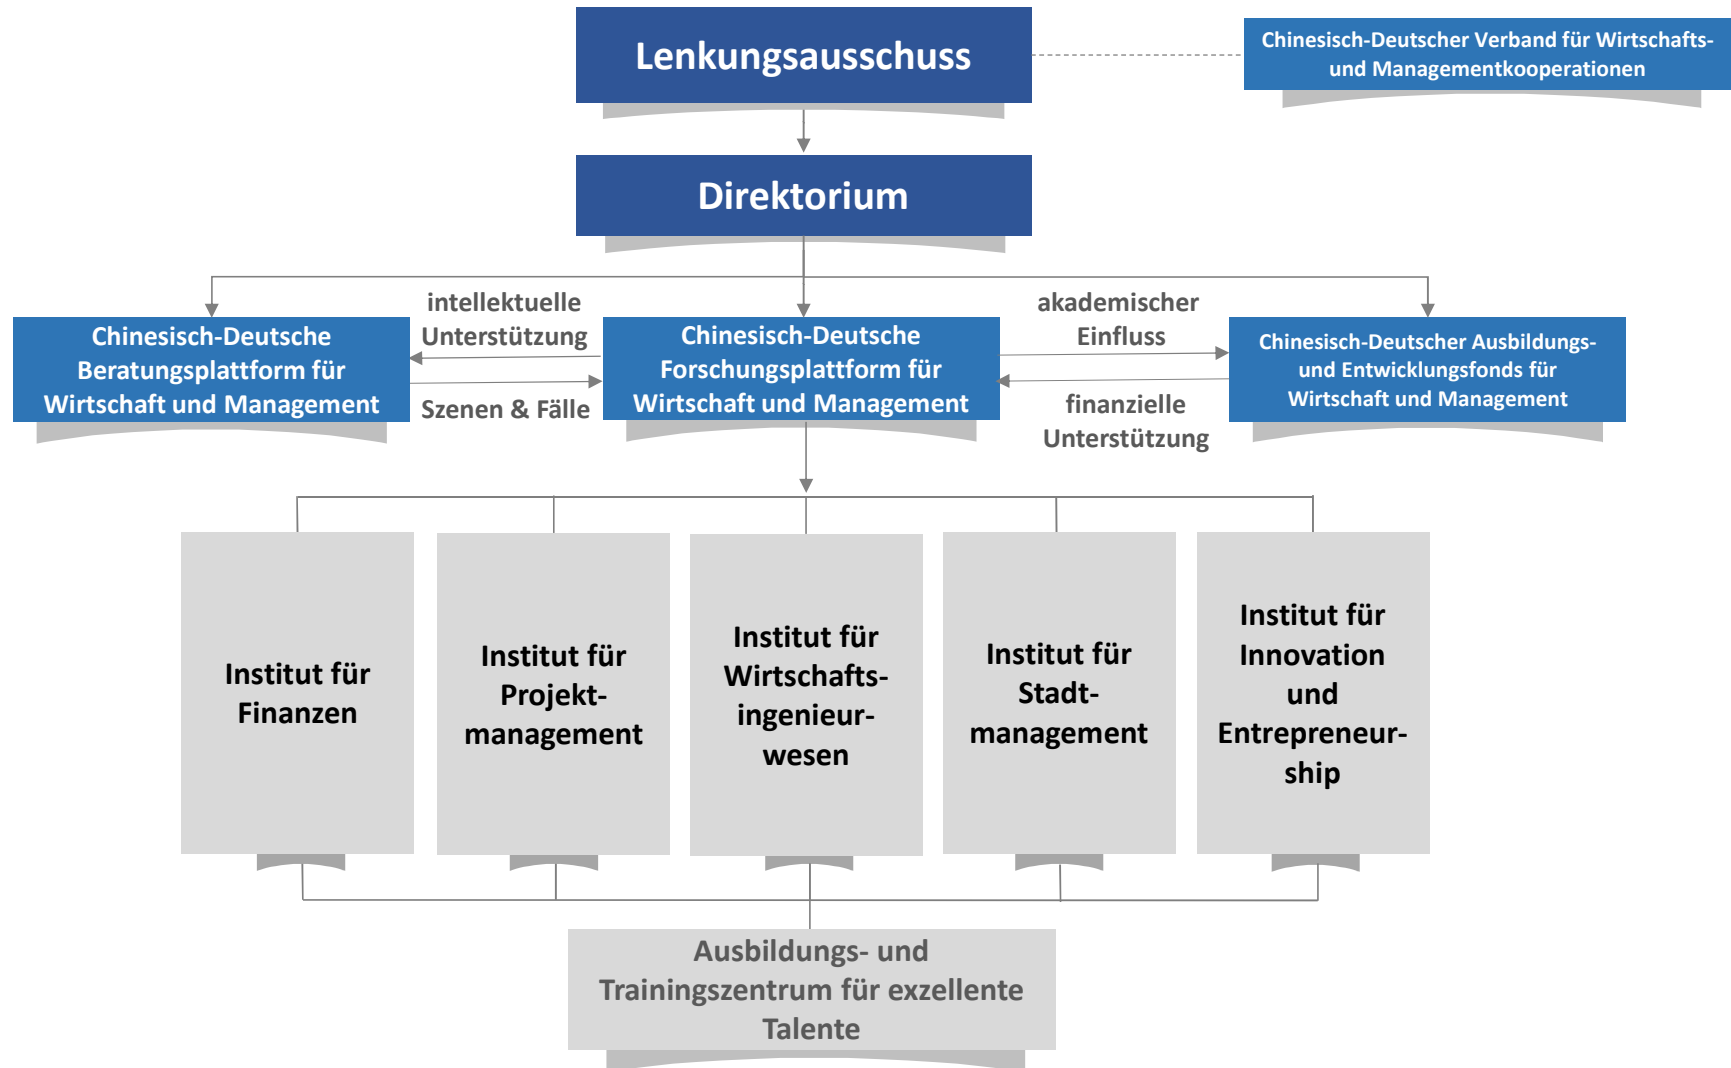 Lenkungsausschuss
Chinesisch-Deutscher Verband für Wirtschafts-
und Managementkooperationen
Direktorium
intellektuelle
Unterstützung
akademischer
Einfluss
Chinesisch-Deutsche
Beratungsplattform für
Wirtschaft und Management
Chinesisch-Deutsche
Forschungsplattform für
Wirtschaft und Management
Chinesisch-Deutscher Ausbildungs-
und Entwicklungsfonds für
Wirtschaft und Management
Szenen & Fälle
finanzielle
Unterstützung
Institut für
Finanzen
Institut für
Projekt-
management
Institut für
Wirtschafts-
ingenieur-
wesen
Institut für
Stadt-
management
Institut für
Innovation
und
Entrepreneur-
ship
Ausbildungs- und
Trainingszentrum für exzellente
Talente